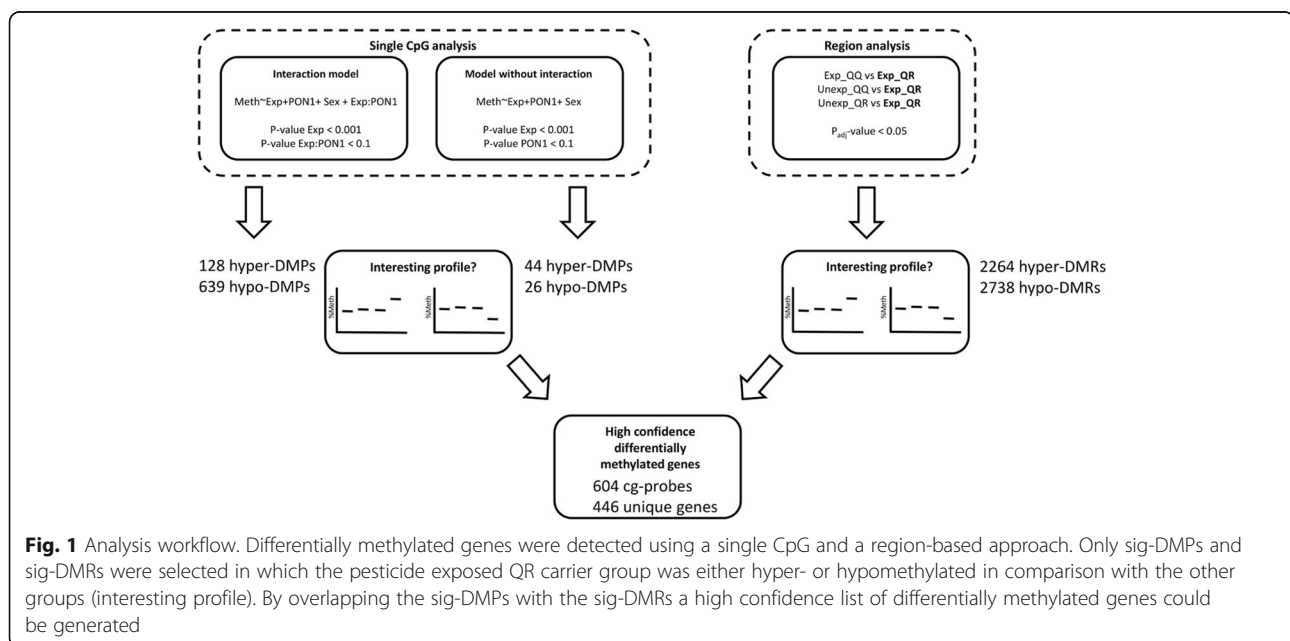 Single CpG analysis
Interaction model
Meth~Exp+PON1+ Sex + Exp:PON1
P-value Exp < 0.001
P-value Exp:PON1 < 0.1
Model without interaction
Meth~Exp+PON1+ Sex
P-value Exp < 0.001
P-value PON1 < 0.1
Region analysis
Exp_QQ vs Exp_QR
Unexp_QQ vs Exp_QR
Unexp_QR vs Exp_QR
Padj-value < 0.05
128 hyper-DMPs
639 hypo-DMPs
Interesting profile?
%Meth
%Meth
44 hyper-DMPs
26 hypo-DMPs
Interesting profile?
%Meth
%Meth
2264 hyper-DMRs
2738 hypo-DMRs
High confidence
differentially
methylated genes
604 cg-probes
446 unique genes
Fig. 1 Analysis workflow. Differentially methylated genes were detected using a single CpG and a region-based approach. Only sig-DMPs and
sig-DMRs were selected in which the pesticide exposed QR carrier group was either hyper- or hypomethylated in comparison with the other
groups (interesting profile). By overlapping the sig-DMPs with the sig-DMRs a high confidence list of differentially methylated genes could
be generated